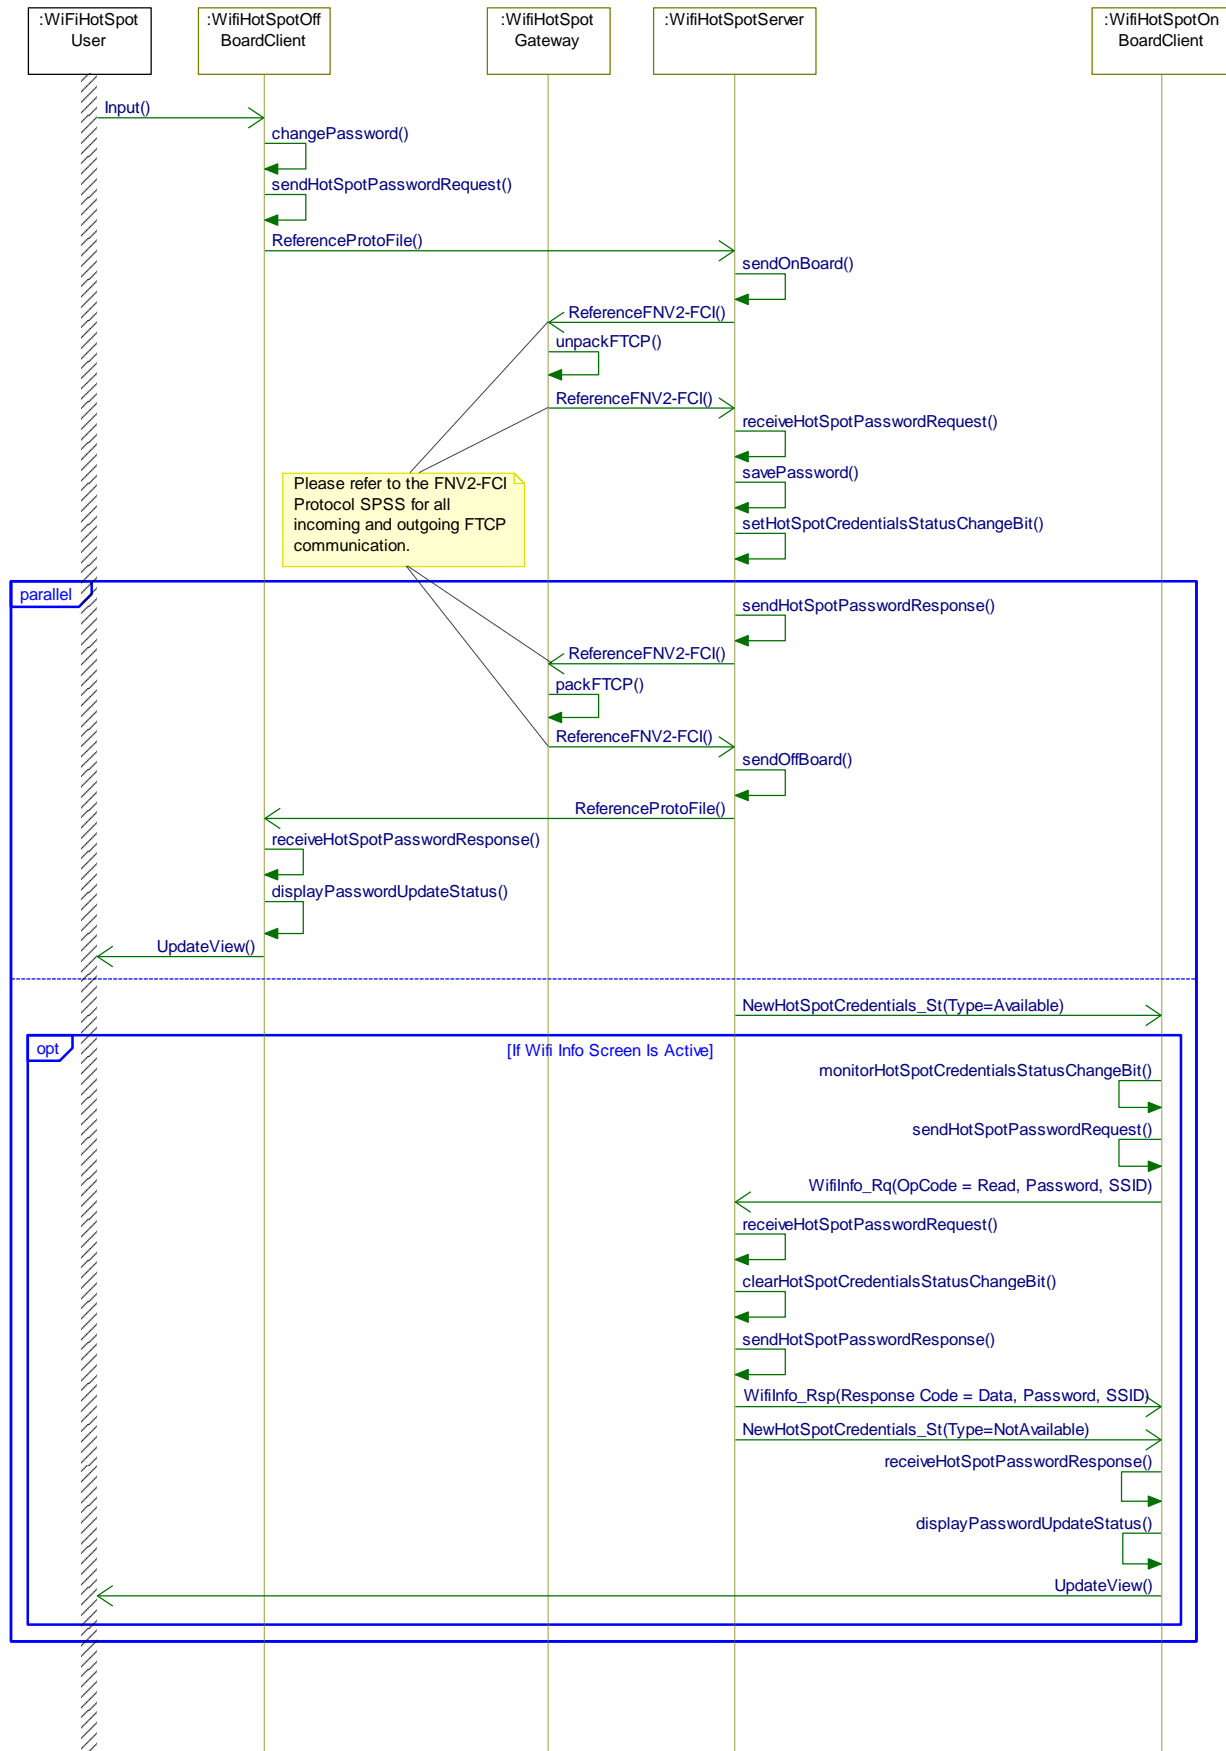 :WiFiHotSpot
User
:WifiHotSpotOff
BoardClient
:WifiHotSpot
Gateway
:WifiHotSpotServer
:WifiHotSpotOn
BoardClient
Input()
changePassword()
sendHotSpotPasswordRequest()
ReferenceProtoFile()
sendOnBoard()
ReferenceFNV2-FCI()
unpackFTCP()
ReferenceFNV2-FCI()
receiveHotSpotPasswordRequest()
savePassword()
setHotSpotCredentialsStatusChangeBit()
Please refer to the FNV2-FCI
Protocol SPSS for all
incoming and outgoing FTCP
communication.
parallel
sendHotSpotPasswordResponse()
ReferenceFNV2-FCI()
packFTCP()
ReferenceFNV2-FCI()
sendOffBoard()
ReferenceProtoFile()
receiveHotSpotPasswordResponse()
displayPasswordUpdateStatus()
UpdateView()
NewHotSpotCredentials_St(Type=Available)
opt
[If Wifi Info Screen Is Active]
monitorHotSpotCredentialsStatusChangeBit()
sendHotSpotPasswordRequest()
WifiInfo_Rq(OpCode = Read, Password, SSID)
receiveHotSpotPasswordRequest()
clearHotSpotCredentialsStatusChangeBit()
sendHotSpotPasswordResponse()
WifiInfo_Rsp(Response Code = Data, Password, SSID)
NewHotSpotCredentials_St(Type=NotAvailable)
receiveHotSpotPasswordResponse()
displayPasswordUpdateStatus()
UpdateView()